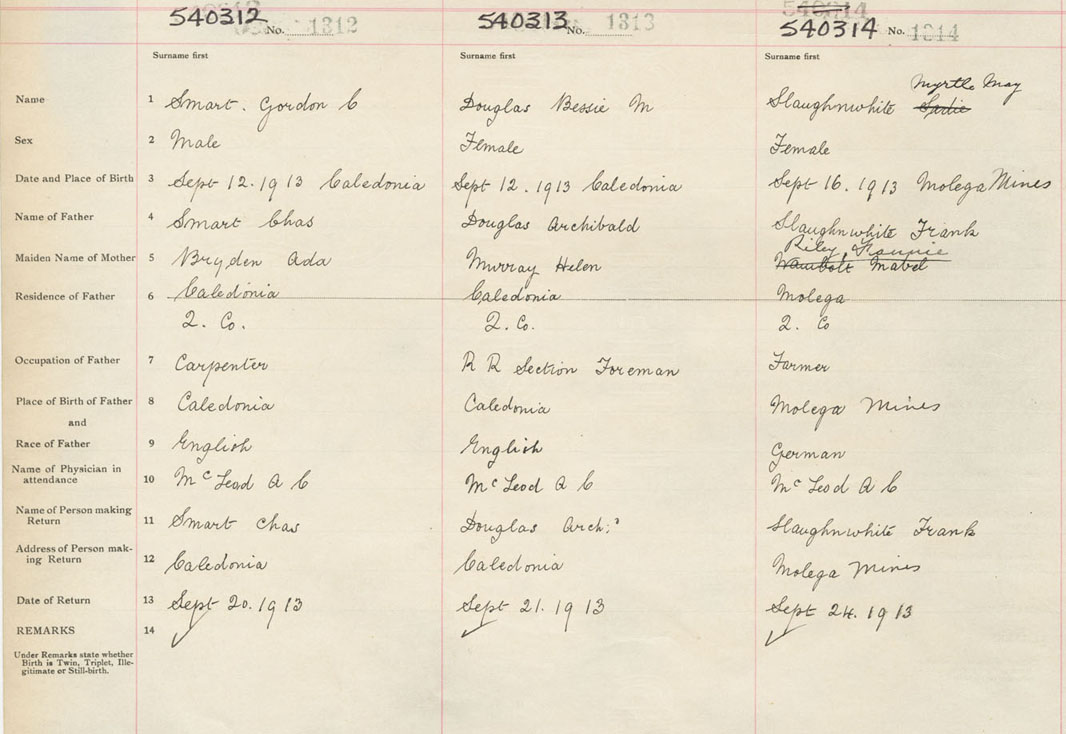 540312 No. 1312 540313 No. 1313 540314 No. 1314
Surname first Surname first Surname first
Myrtle May
Name 1 Smart. Gordon C Douglas Bessie M Slaughnwhite Sadie
Sex 2 Male Female Female
Date and Place of Birth 3 Sept 12. 1913 Caledonia Sept 12. 1913 Caledonia Sept 16. 1913 Molega Mines
Name of Father 4 Smart Chas Douglas Archibald Slaughnwhite Frank
Riley
Maiden Name of Mother 5 Bryden Ada Murray Helen Wambolt Mabel
Residence of Father 6 Caledonia Caledonia Molega
Q. Co. Q. Co. Q. Co
Occupation of Father 7 Carpenter R R Section Foreman Farmer
Place of Birth of Father 8 Caledonia Caledonia Molega Mines
and
Race of Father 9 English English German
Name of Physician in
attendance 10 McLeod A C McLeod A C McLeod A C
Name of Person making
Return 11 Smart Chas Douglas Arch: Slaughnwhite Frank
Address of Person mak-
ing Return 12 Caledonia Caledonia Molega Mines
Date of Return 13 Sept 20. 1913 Sept 21. 1913 Sept 24. 1913
REMARKS 14
Under Remarks state whether
Birth is Twin, Triplet, Ille-
gitimate or Still-birth.